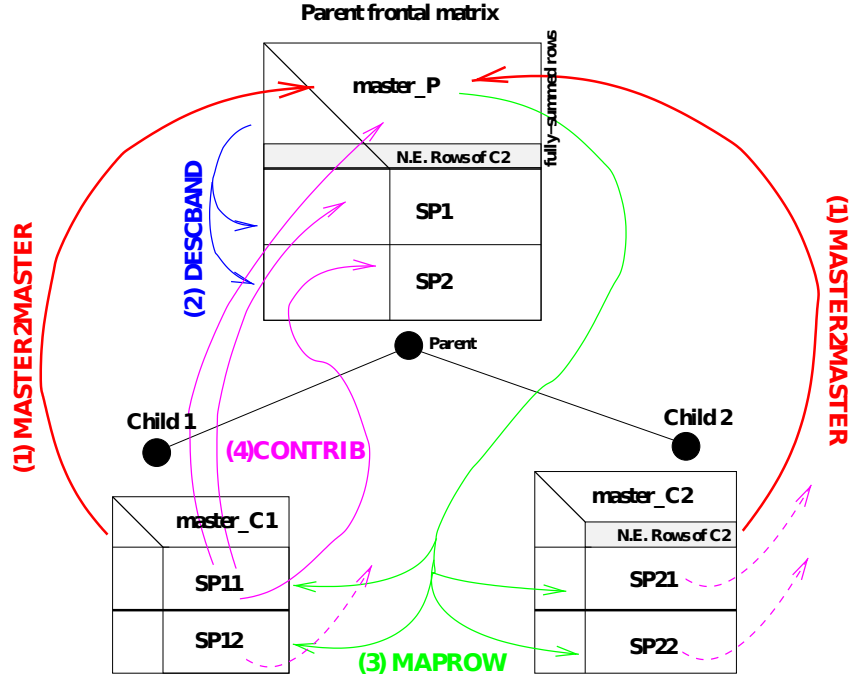 Parent frontal matrix
master_P
fully-summed rows
N.E. Rows of C2
SP1
SP2
(2) DESCBAND
(1) MASTER2MASTER
(1) MASTER2MASTER
Parent
Child 1
Child 2
(4)CONTRIB
master_C1
SP11
SP12
master_C2
N.E. Rows of C2
SP21
SP22
(3) MAPROW